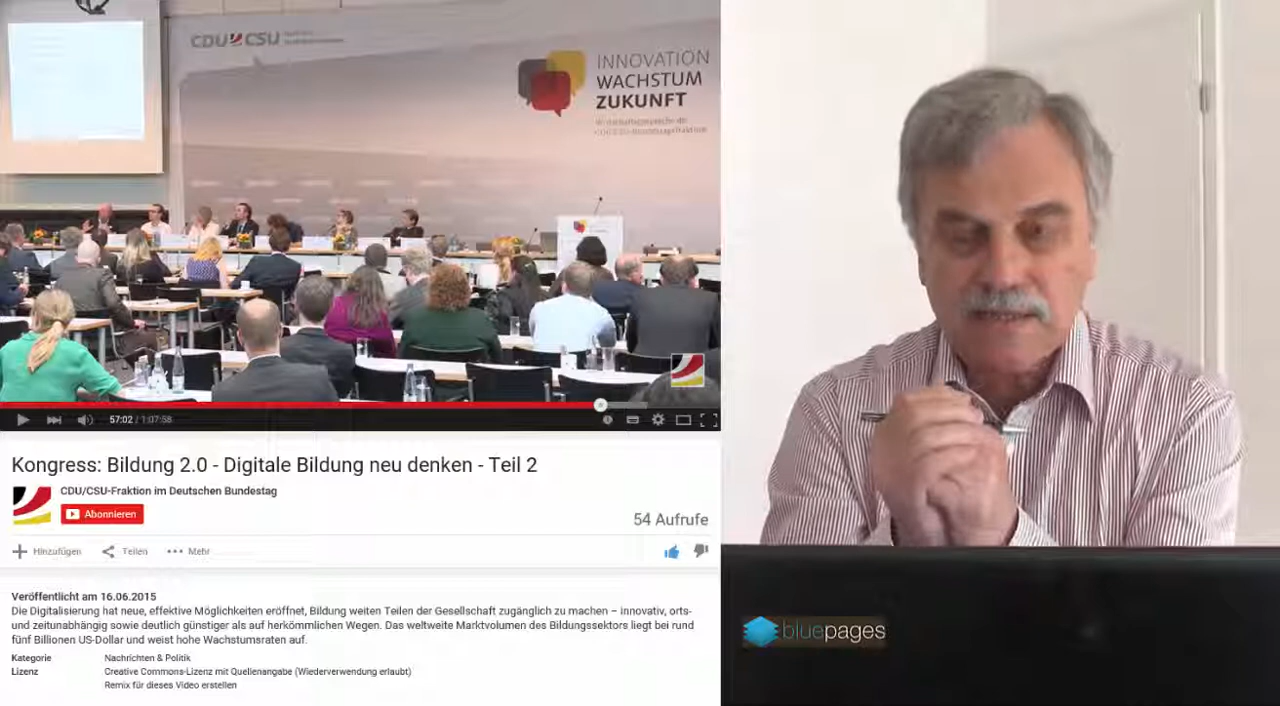 CDU CSU
INNOVATION
WACHSTUM
ZUKUNFT
57:02 / 1:07:58
Kongress: Bildung 2.0 - Digitale Bildung neu denken - Teil 2
CDU/CSU-Fraktion im Deutschen Bundestag
Abonnieren
54 Aufrufe
Hinzufügen
Teilen
Mehr
Veröffentlicht am 16.06.2015
Die Digitalisierung hat neue, effektive Möglichkeiten eröffnet, Bildung weiten Teilen der Gesellschaft zugänglich zu machen – innovativ, orts-
und zeitunabhängig sowie deutlich günstiger als auf herkömmlichen Wegen. Das weltweite Marktvolumen des Bildungssektors liegt bei rund
fünf Billionen US-Dollar und weist hohe Wachstumsraten auf.
Kategorie Nachrichten & Politik
Lizenz Creative Commons-Lizenz mit Quellenangabe (Wiederverwendung erlaubt)
Remix für dieses Video erstellen
bluepages